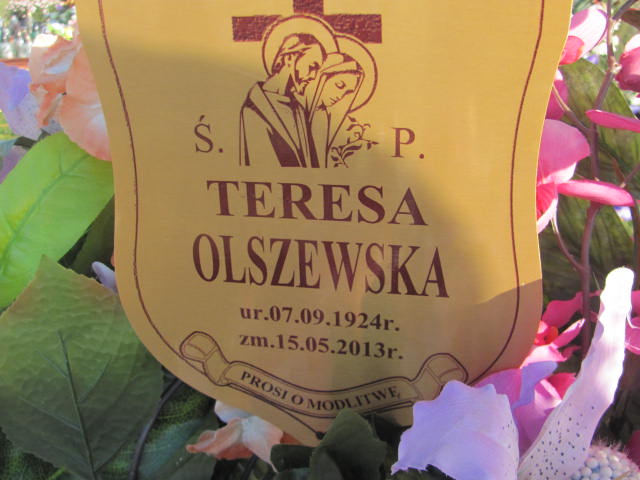 Ś. P.
TERESA
OLSZEWSKA
ur.07.09.1924r.
zm.15.05.2013r.
PROSI O MODLITWĘ